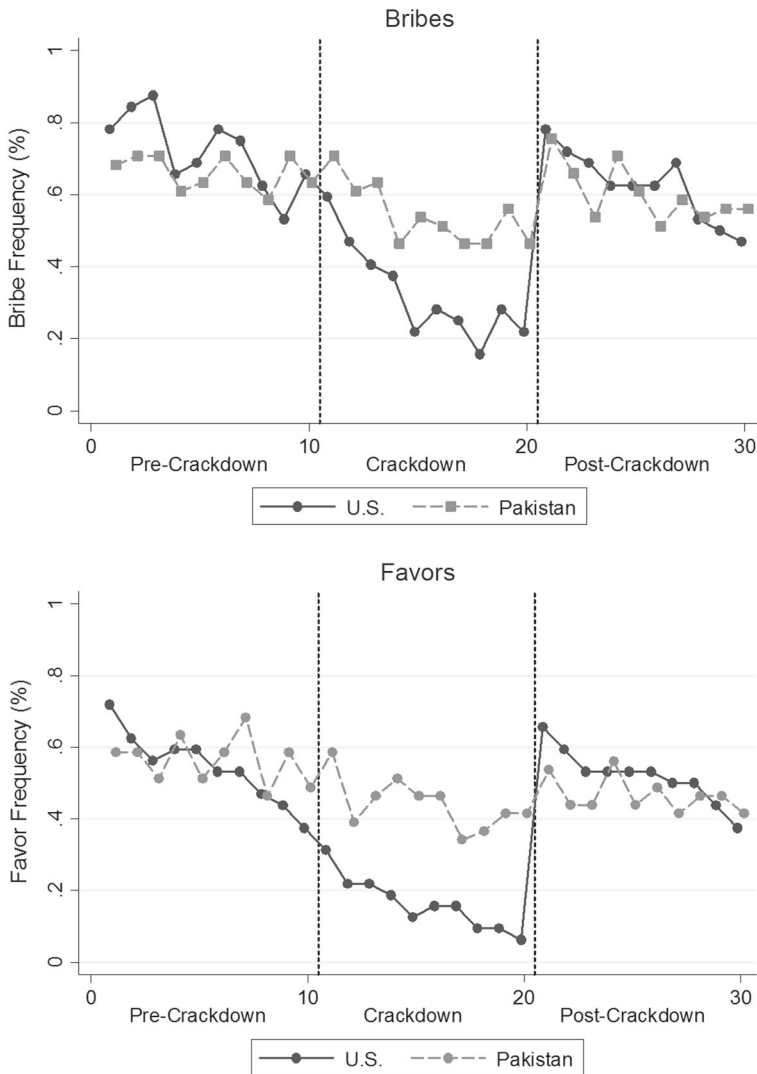 Bribes
Bribe Frequency (%)
1
.8
.6
.4
.2
0
0 10 20 30
Pre-Crackdown Crackdown Post-Crackdown
U.S. Pakistan
Favors
Favor Frequency (%)
1
.8
.6
.4
.2
0
0 10 20 30
Pre-Crackdown Crackdown Post-Crackdown
U.S. Pakistan